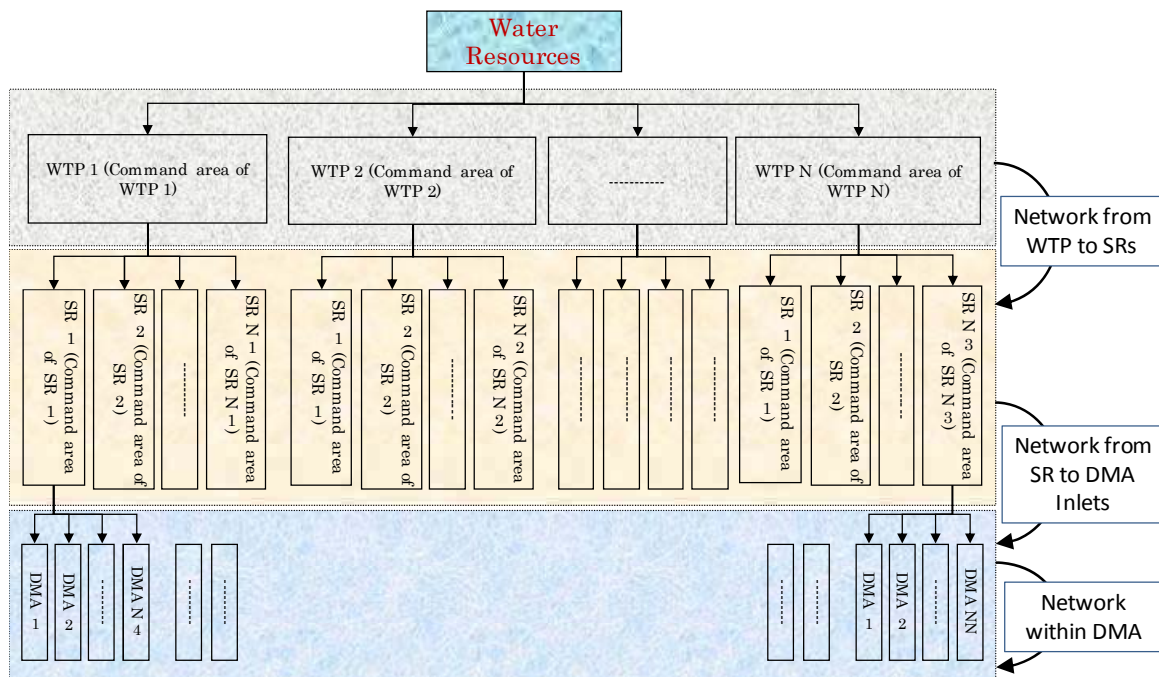 Water
Resources
WTP 1 (Command area of
WTP 1)
WTP 2 (Command area of
WTP 2)
-----------
WTP N (Command area of
WTP N)
Network from
WTP to SRs
SR 1 (Command area
of SR 1)
SR 2 (Command area of
SR 2)
-----------
SR N 1 (Command area
of SR N1)
SR 1 (Command area
of SR 1)
SR 2 (Command area of
SR 2)
-----------
SR N 2 (Command area
of SR N2)
-----------
-----------
-----------
-----------
SR 1 (Command area
of SR 1)
SR 2 (Command area of
SR 2)
-----------
SR N 3 (Command area
of SR N3)
Network from
SR to DMA
Inlets
DMA 1
DMA 2
-----------
DMA N 4
-----------
-----------
-----------
-----------
DMA 1
DMA 2
-----------
DMA NN
Network
within DMA